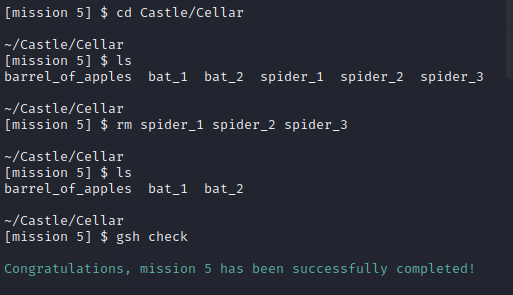 [mission 5] $ cd Castle/Cellar
~/Castle/Cellar
[mission 5] $ ls
barrel_of_apples  bat_1  bat_2  spider_1  spider_2  spider_3
~/Castle/Cellar
[mission 5] $ rm spider_1 spider_2 spider_3
~/Castle/Cellar
[mission 5] $ ls
barrel_of_apples  bat_1  bat_2
~/Castle/Cellar
[mission 5] $ gsh check
Congratulations, mission 5 has been successfully completed!